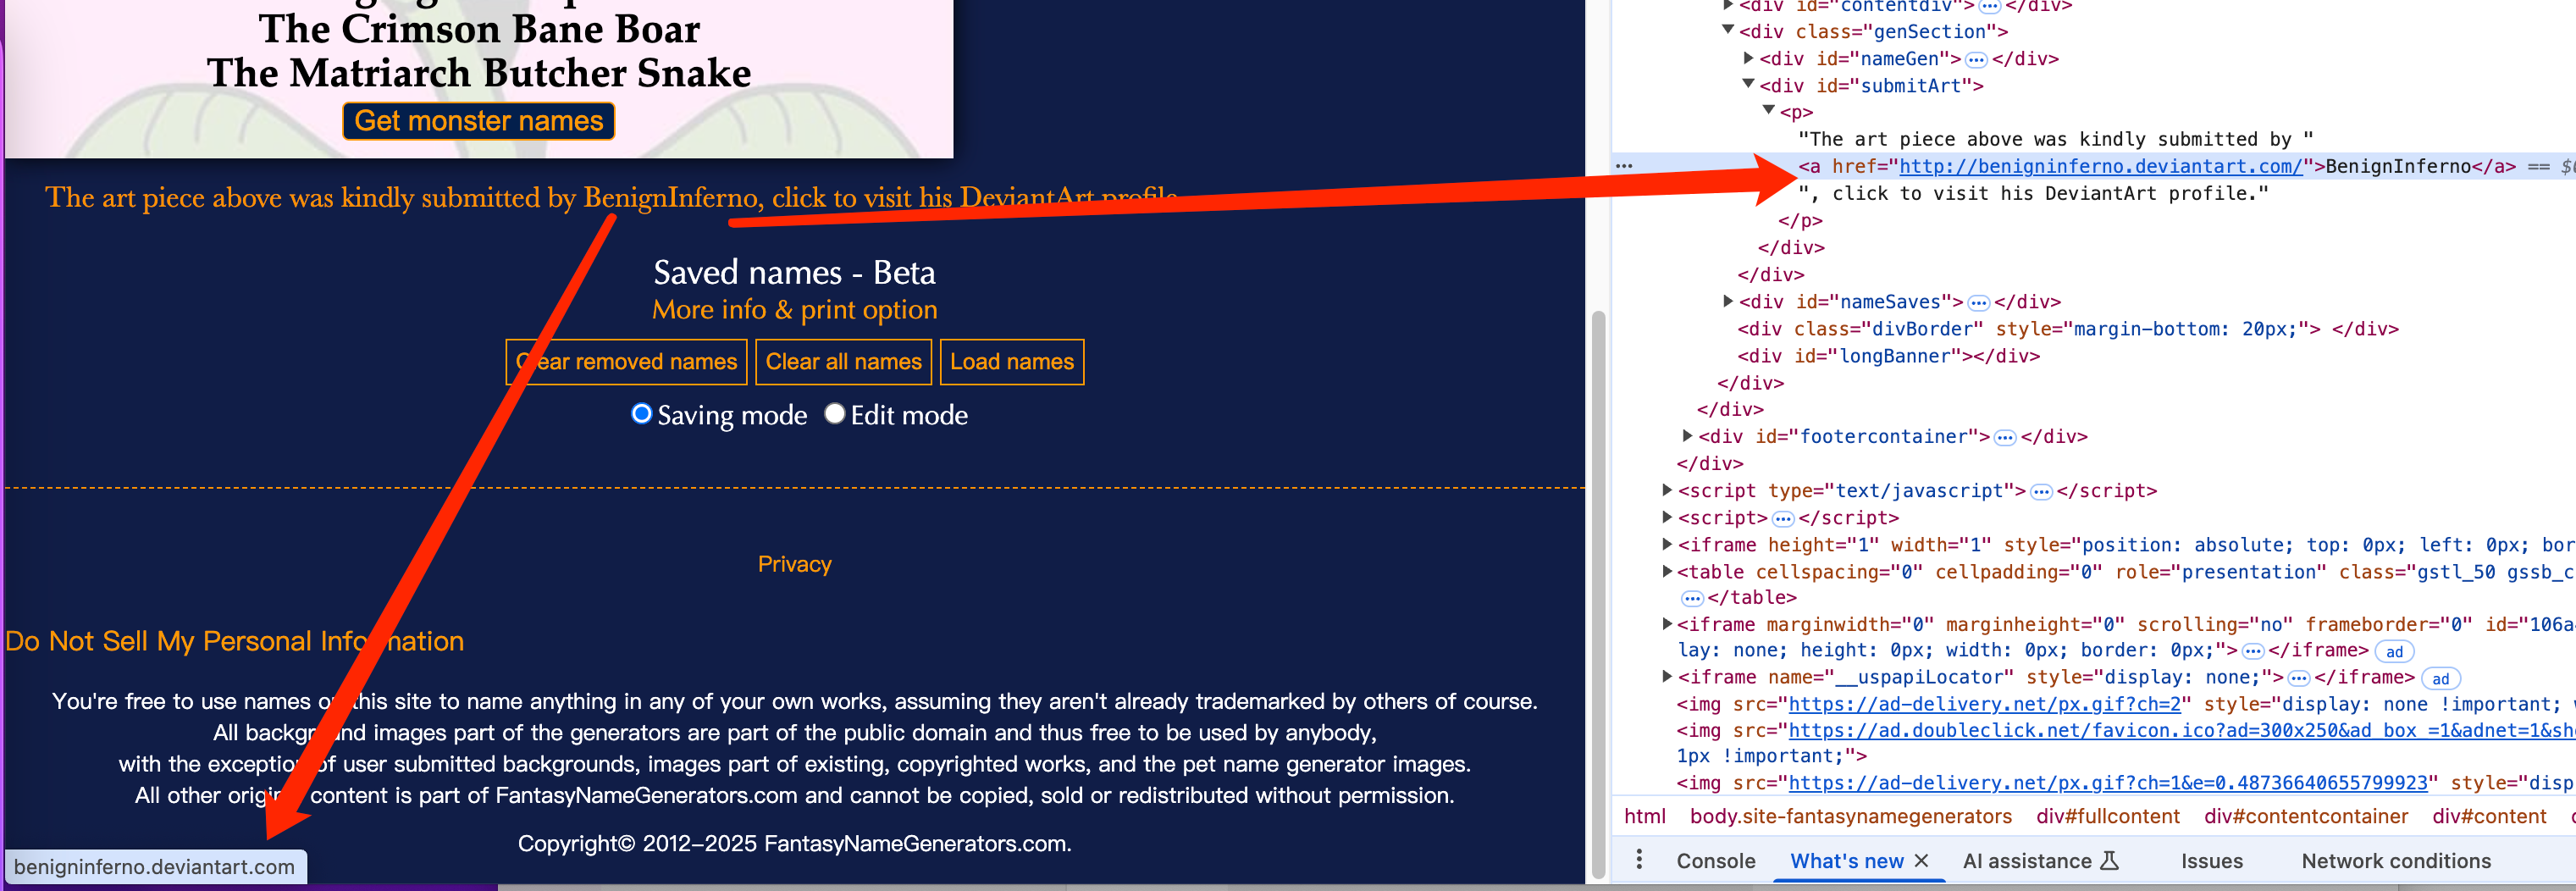 The Crimson Bane Boar
The Matriarch Butcher Snake
Get monster names
The art piece above was kindly submitted by BenignInferno, click to visit his DeviantArt profile.
Saved names - Beta
More info & print option
Clear removed names
Clear all names
Load names
Saving mode
Edit mode
Privacy
Do Not Sell My Personal Information
You're free to use names on this site to name anything in any of your own works, assuming they aren't already trademarked by others of course.
All background images part of the generators are part of the public domain and thus free to be used by anybody,
with the exception of user submitted backgrounds, images part of existing, copyrighted works, and the pet name generator images.
All other original content is part of FantasyNameGenerators.com and cannot be copied, sold or redistributed without permission.
Copyright© 2012–2025 FantasyNameGenerators.com.
benigninferno.deviantart.com
<div id="contentdiv">…</div>
<div class="genSection">
<div id="nameGen">…</div>
<div id="submitArt">
<p>
"The art piece above was kindly submitted by "
… <a href="http://benigninferno.deviantart.com/">BenignInferno</a> == $
", click to visit his DeviantArt profile."
</p>
</div>
</div>
<div id="nameSaves">…</div>
<div class="divBorder" style="margin-bottom: 20px;"> </div>
<div id="longBanner"></div>
</div>
</div>
<div id="footercontainer">…</div>
</div>
<script type="text/javascript">…</script>
<script>…</script>
<iframe height="1" width="1" style="position: absolute; top: 0px; left: 0px; bor
<table cellspacing="0" cellpadding="0" role="presentation" class="gstl_50 gssb_c
…</table>
<iframe marginwidth="0" marginheight="0" scrolling="no" frameborder="0" id="106a
lay: none; height: 0px; width: 0px; border: 0px;">…</iframe> ad
<iframe name="__uspapiLocator" style="display: none;">…</iframe> ad
<img src="https://ad-delivery.net/px.gif?ch=2" style="display: none !important;
<img src="https://ad.doubleclick.net/favicon.ico?ad=300x250&ad_box_=1&adnet=1&sh
1px !important;">
<img src="https://ad-delivery.net/px.gif?ch=1&e=0.48736640655799923" style="disp
html body.site-fantasynamegenerators div#fullcontent div#contentcontainer div#content
Console What's new × AI assistance Issues Network conditions